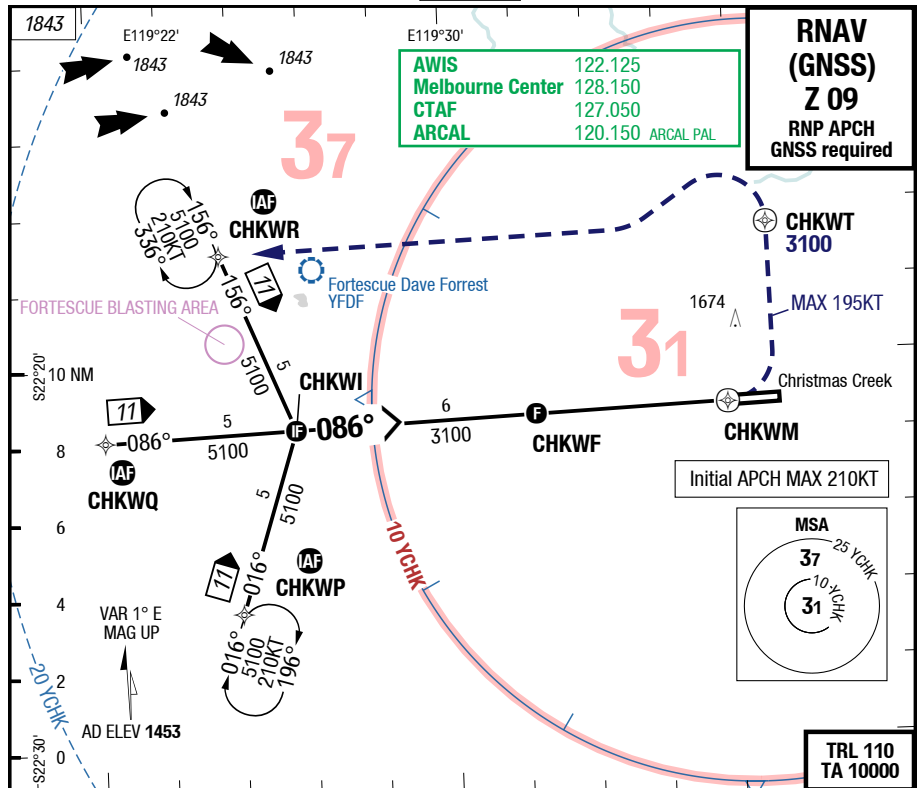 1843
E119°22'
E119°30'
RNAV
(GNSS)
Z 09
RNP APCH
GNSS required
AWIS 122.125
Melbourne Center 128.150
CTAF 127.050
ARCAL 120.150 ARCAL PAL
1843
1843
1843
37
156°
5100
210KT
336°
IAF
CHKWR
CHKWT
3100
156°
11
Fortescue Dave Forrest
YFDF
FORTESCUE BLASTING AREA
1674
MAX 195KT
31
5
5100
S22°20'
10 NM
CHKWI
Christmas Creek
11
086°
5
5100
IF
086°
6
3100
F
CHKWF
CHKWM
8
IAF
CHKWQ
5
5100
Initial APCH MAX 210KT
6
10 YCHK
MSA
37
25 YCHK
10 YCHK
31
11
016°
IAF
CHKWP
4
VAR 1° E
MAG UP
016°
5100
210KT
196°
20 YCHK
2
AD ELEV 1453
S22°30'
0
TRL 110
TA 10000